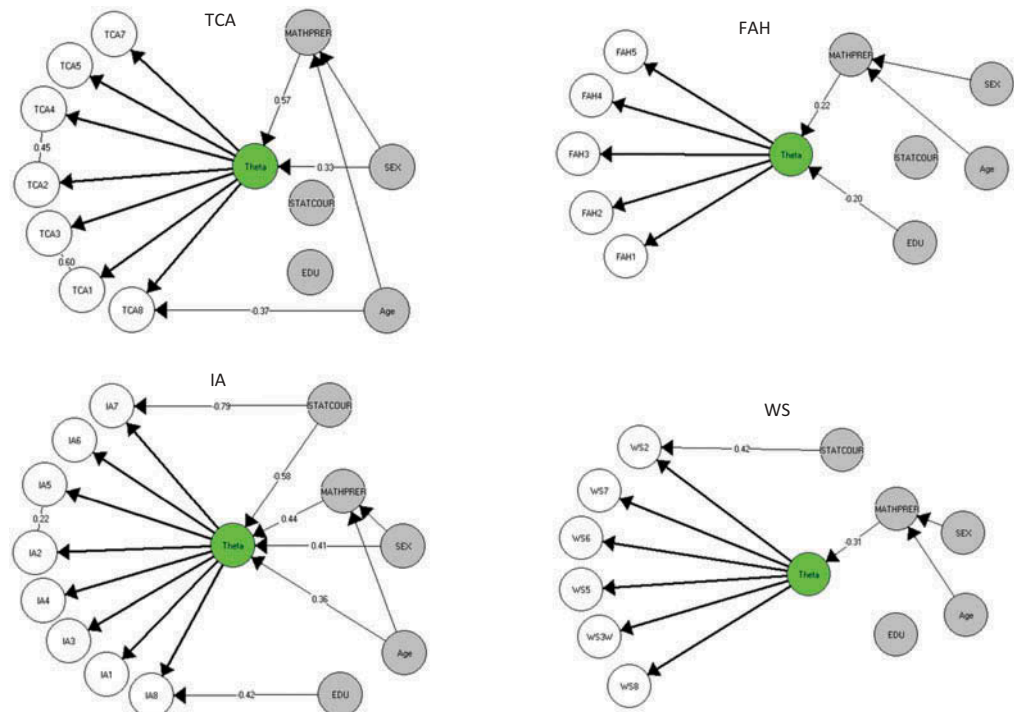 TCA
TCA7
MATHPRER
TCA5
TCA4
0.57
0.45
Theta
0.33
SEX
TCA2
STATCOUR
TCA3
0.60
EDU
TCA1
TCA8
-0.37
Age
FAH
FAH5
MATHPRER
SEX
FAH4
0.22
FAH3
Theta
STATCOUR
Age
FAH2
-0.20
EDU
FAH1
IA
IA7
0.79
STATCOUR
IA6
IA5
-0.58
MATHPRER
0.22
0.44
IA2
Theta
0.41
SEX
IA4
0.36
IA3
Age
IA1
IA8
-0.42
EDU
WS
WS2
0.42
STATCOUR
WS7
MATHPRER
WS6
-0.31
SEX
Theta
WS5
Age
WS3W
EDU
WS8